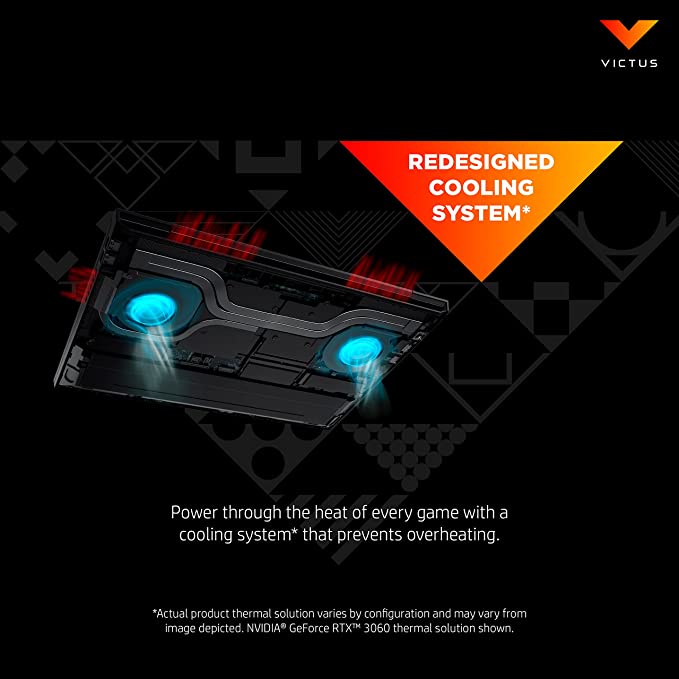 VICTUS
REDESIGNED
COOLING
SYSTEM*
Power through the heat of every game with a
cooling system* that prevents overheating.
*Actual product thermal solution varies by configuration and may vary from
image depicted. NVIDIA® GeForce RTX™ 3060 thermal solution shown.